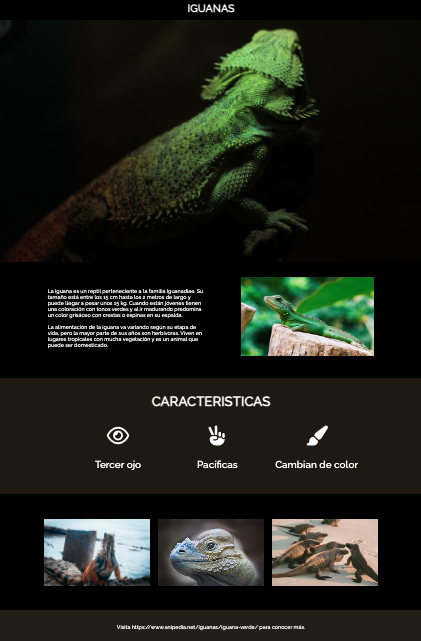 IGUANAS
La iguana es un reptil perteneciente a la familia Iguanadiae. Su
tamaño está entre los 15 cm hasta los 2 metros de largo y
puede llegar a pesar unos 15 kg. Cuando están jóvenes tienen
una coloración con tonos verdes y al ir madurando predomina
un color grisáceo con crestas o espinas en su espalda.
La alimentación de la iguana va variando según su etapa de
vida, pero la mayor parte de sus años son herbívoras. Viven en
lugares tropicales con mucha vegetación y es un animal que
puede ser domesticado.
CARACTERISTICAS
Tercer ojo
Pacíficas
Cambian de color
Visita https://www.anipedia.net/iguanas/iguana-verde/ para conocer más.